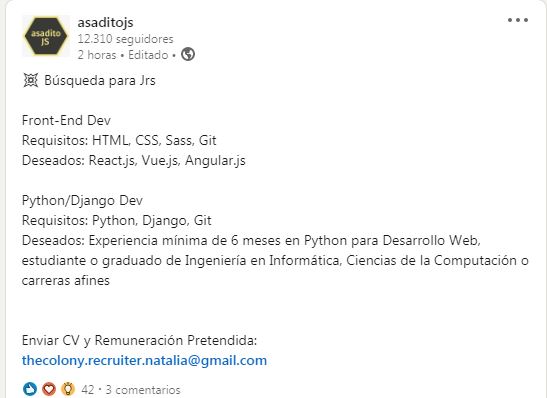 asadito
JS
asaditojs
12.310 seguidores
2 horas • Editado •
Búsqueda para Jrs
Front-End Dev
Requisitos: HTML, CSS, Sass, Git
Deseados: React.js, Vue.js, Angular.js
Python/Django Dev
Requisitos: Python, Django, Git
Deseados: Experiencia mínima de 6 meses en Python para Desarrollo Web,
estudiante o graduado de Ingeniería en Informática, Ciencias de la Computación o
carreras afines
Enviar CV y Remuneración Pretendida:
thecolony.recruiter.natalia@gmail.com
42 • 3 comentarios